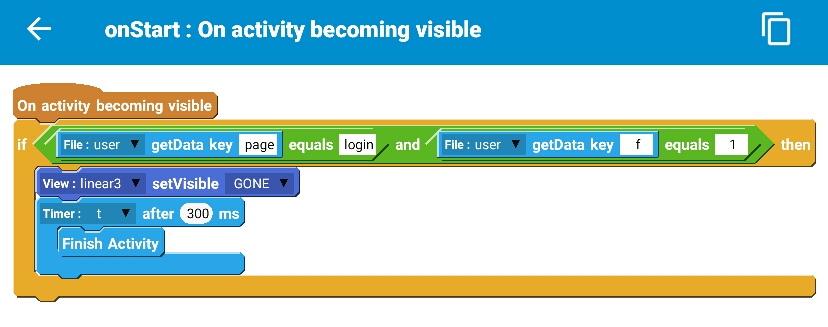 onStart : On activity becoming visible
On activity becoming visible
if File : user getData key page equals login and File : user getData key f equals 1 then
View : linear3 setVisible GONE
Timer : t after 300 ms
Finish Activity